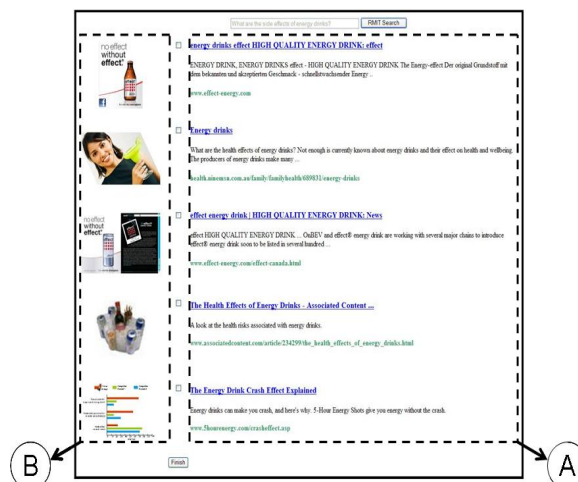 What are the side effects of energy drinks?
RMIT Search
no effect
without
effect.
energy drinks effect HIGH QUALITY ENERGY DRINK: effect
ENERGY DRINK, ENERGY DRINKS effect - HIGH QUALITY ENERGY DRINK The Energy-effect Der original Grundstoff mit
dem bekannten und akzeptierten Geschmack - schnellstwachsender Energy ..
www.effect-energy.com
Energy drinks
What are the health effects of energy drinks? Not enough is currently known about energy drinks and their effect on health and wellbeing.
The producers of energy drinks make many ...
health.ninemsn.com.au/family/familyhealth/689831/energy-drinks
no effect
without
effect.
effect energy drink | HIGH QUALITY ENERGY DRINK: News
effect HIGH QUALITY ENERGY DRINK ... OnBEV and effect® energy drink are working with several major chains to introduce
effect® energy drink soon to be listed in several hundred ...
www.effect-energy.com/effect-canada.html
The Health Effects of Energy Drinks - Associated Content ...
A look at the health risks associated with energy drinks.
www.associatedcontent.com/article/234299/the_health_effects_of_energy_drinks.html
The Energy Drink Crash Effect Explained
Energy drinks can make you crash, and here's why. 5-Hour Energy Shots give you energy without the crash.
www.5hourenergy.com/crasheffect.asp
B
A
Finish